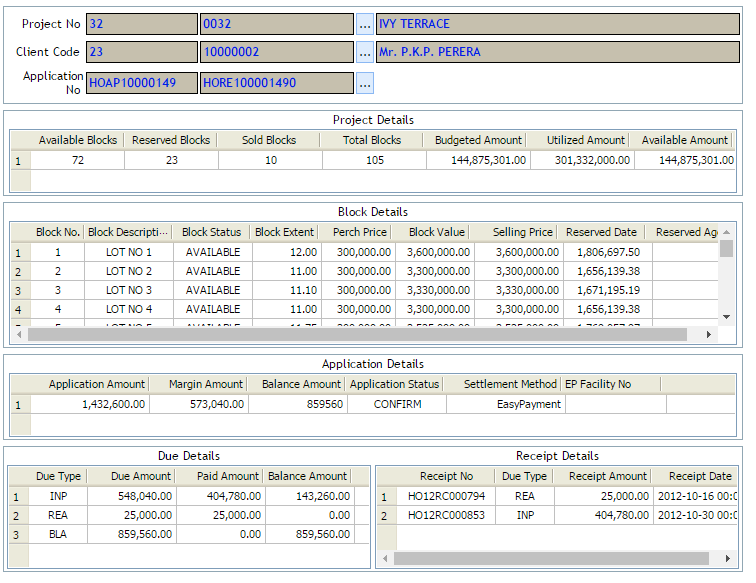 Project No 32 0032 ... IVY TERRACE
Client Code 23 10000002 ... Mr. P.K.P. PERERA
Application No HOAP10000149 HORE100001490 ...
Project Details
Available Blocks Reserved Blocks Sold Blocks Total Blocks Budgeted Amount Utilized Amount Available Amount
1 72 23 10 105 144,875,301.00 301,332,000.00 144,875,301.00
Block Details
Block No. Block Descripti... Block Status Block Extent Perch Price Block Value Selling Price Reserved Date Reserved Ag
1 1 LOT NO 1 AVAILABLE 12.00 300,000.00 3,600,000.00 3,600,000.00 1,806,697.50
2 2 LOT NO 2 AVAILABLE 11.00 300,000.00 3,300,000.00 3,300,000.00 1,656,139.38
3 3 LOT NO 3 AVAILABLE 11.10 300,000.00 3,330,000.00 3,330,000.00 1,671,195.19
4 4 LOT NO 4 AVAILABLE 11.00 300,000.00 3,300,000.00 3,300,000.00 1,656,139.38
Application Details
Application Amount Margin Amount Balance Amount Application Status Settlement Method EP Facility No
1 1,432,600.00 573,040.00 859560 CONFIRM EasyPayment
Due Details
Due Type Due Amount Paid Amount Balance Amount
1 INP 548,040.00 404,780.00 143,260.00
2 REA 25,000.00 25,000.00 0.00
3 BLA 859,560.00 0.00 859,560.00
Receipt Details
Receipt No Due Type Receipt Amount Receipt Date
1 HO12RC000794 REA 25,000.00 2012-10-16 00:0
2 HO12RC000853 INP 404,780.00 2012-10-30 00:0